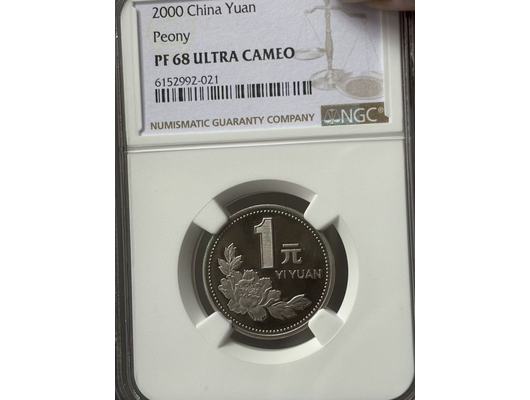 2000 China Yuan
Peony
PF 68 ULTRA CAMEO
6152992-021
NUMISMATIC GUARANTY COMPANY
NGC®
1元
YI YUAN